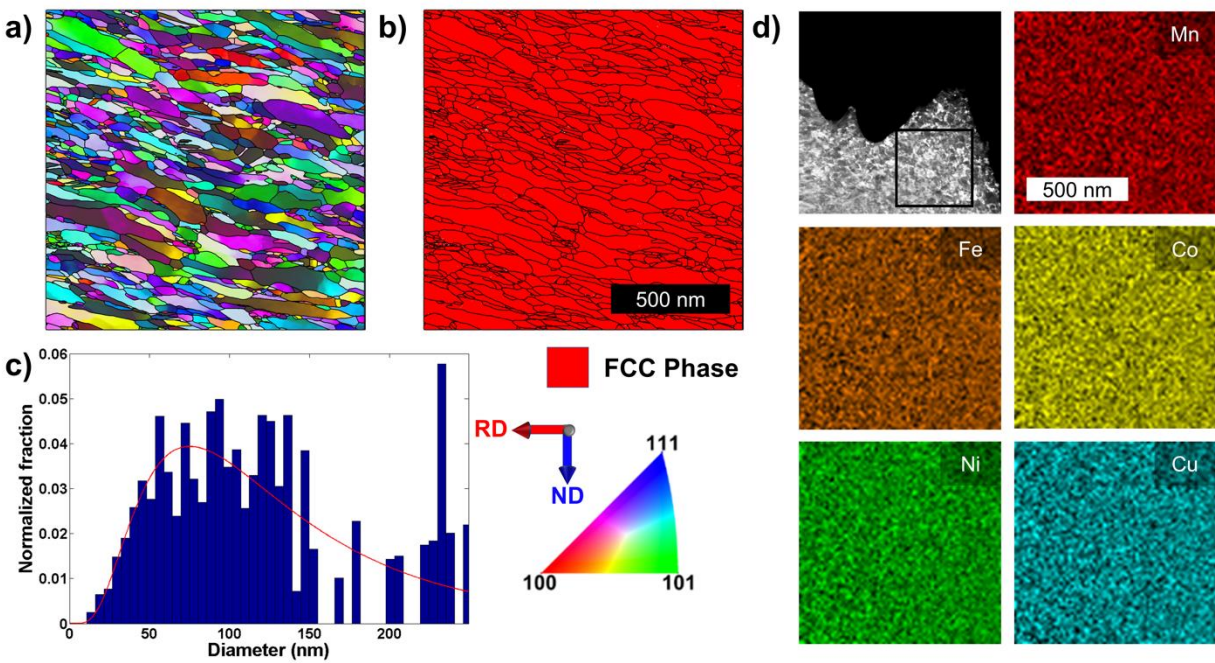 a)
b)
500 nm
c)
0.06
0.05
0.04
0.03
0.02
0.01
0
Normalized fraction
0 50 100 150 200
Diameter (nm)
FCC Phase
RD
ND
111
100
101
d)
Mn
500 nm
Fe
Co
Ni
Cu